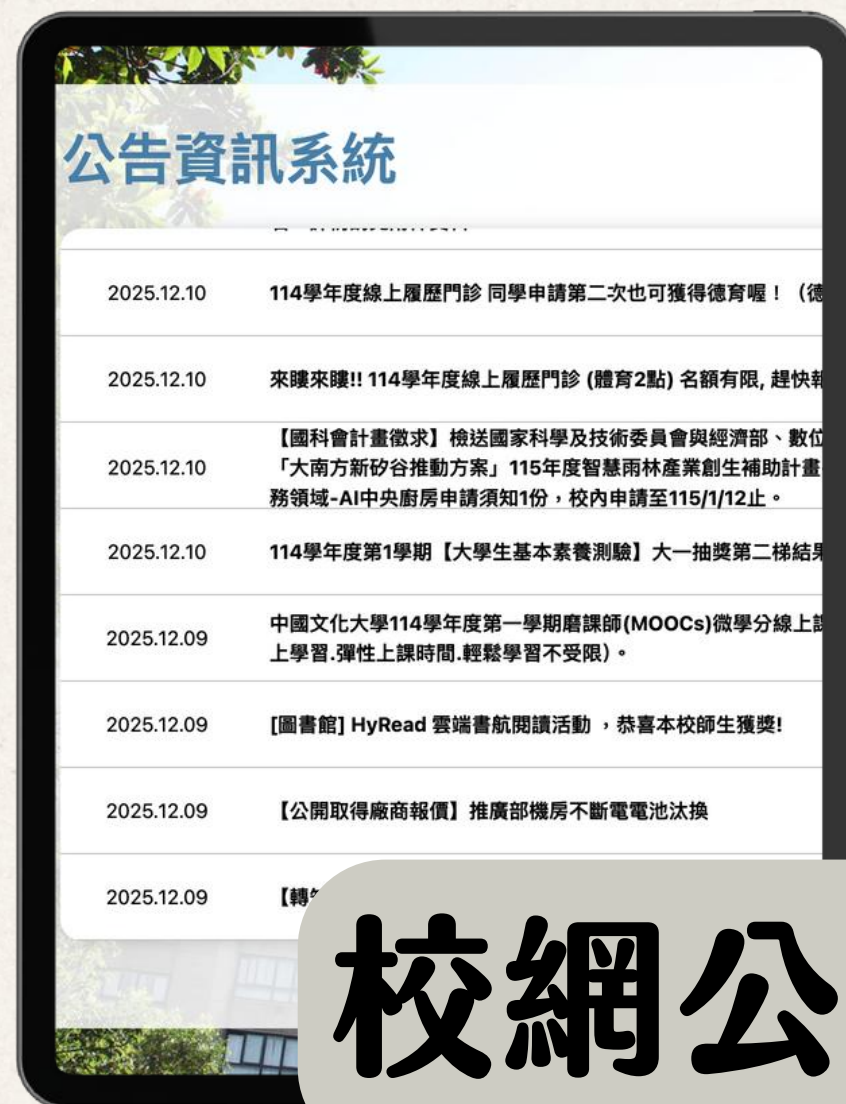 公告資訊系統
2025.12.10
114學年度線上履歷門診 同學申請第二次也可獲得德育喔！（德
2025.12.10
來瞜來瞜!! 114學年度線上履歷門診 (體育2點) 名額有限, 趕快報
【國科會計畫徵求】檢送國家科學及技術委員會與經濟部、數位
2025.12.10
「大南方新矽谷推動方案」115年度智慧雨林產業創生補助計畫
務領域-AI中央廚房申請須知1份，校內申請至115/1/12止。
2025.12.10
114學年度第1學期【大學生基本素養測驗】大一抽獎第二梯結果
2025.12.09
中國文化大學114學年度第一學期磨課師(MOOCs)微學分線上課
上學習.彈性上課時間.輕鬆學習不受限）。
2025.12.09
[圖書館] HyRead 雲端書航閱讀活動 ，恭喜本校師生獲獎!
2025.12.09
【公開取得廠商報價】推廣部機房不斷電電池汰換
2025.12.09
【轉
校網公